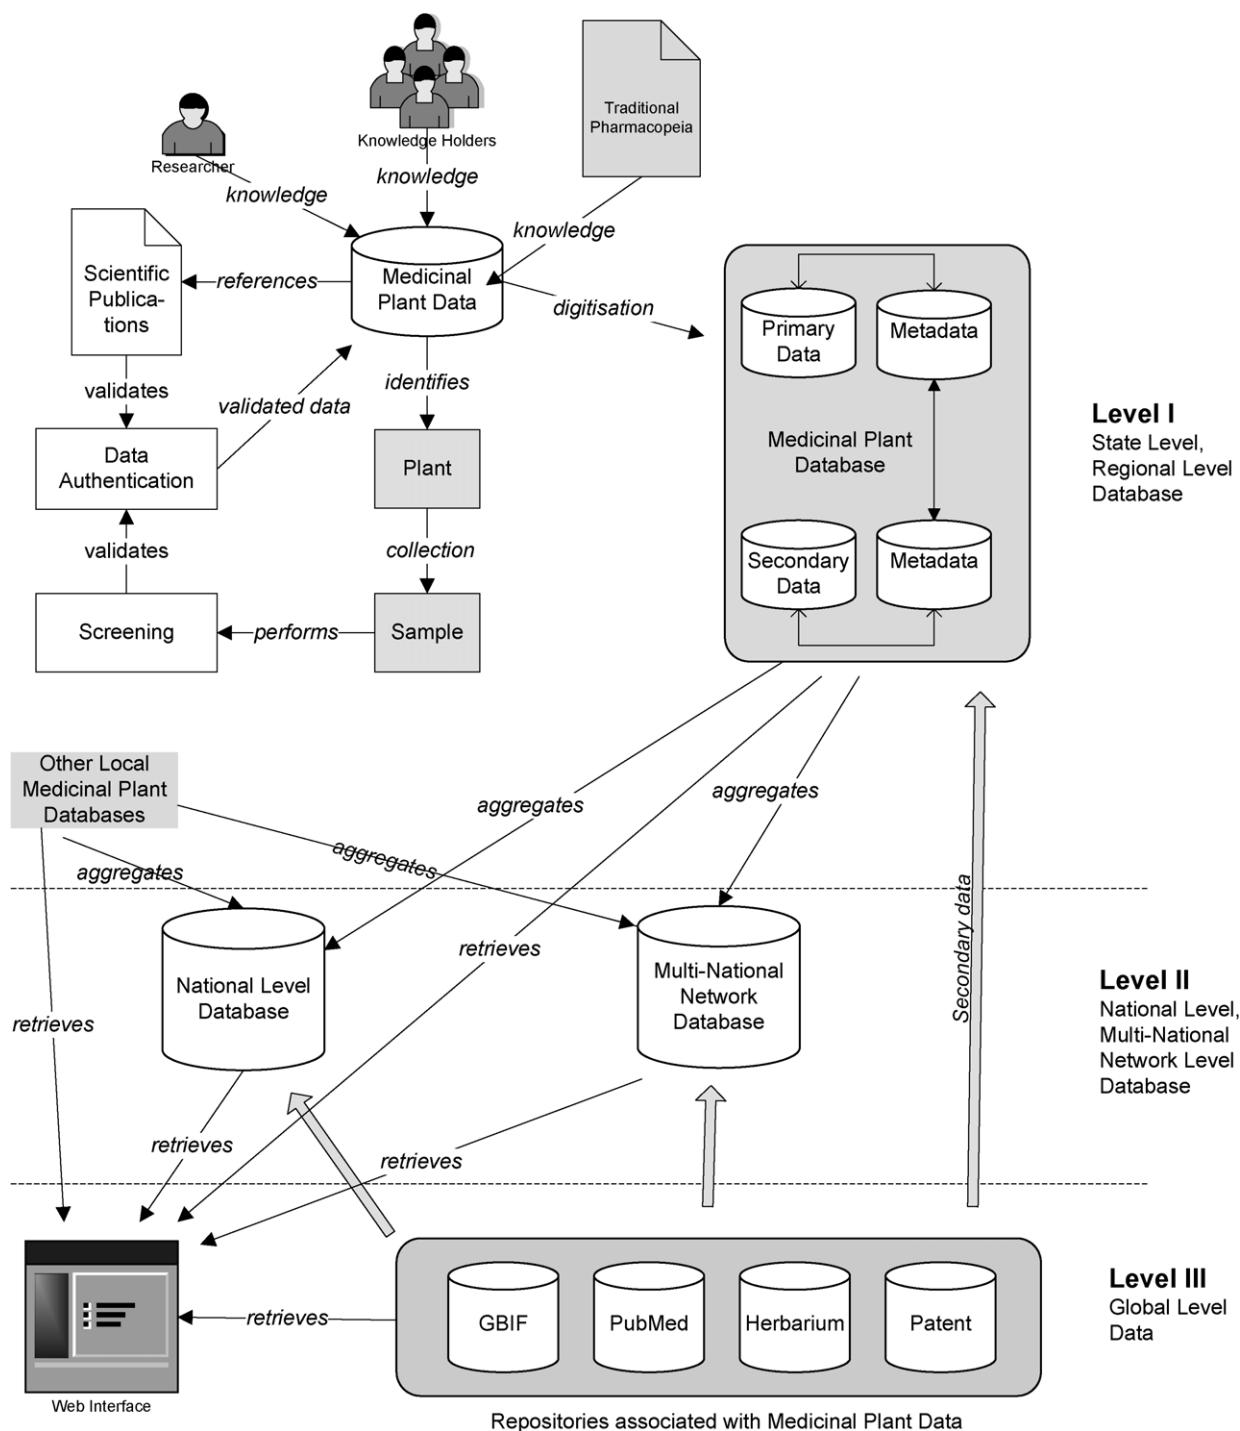 Researcher
Knowledge Holders
Traditional
Pharmacopeia
knowledge
knowledge
knowledge
Scientific
Publica-
tions
references
Medicinal
Plant Data
digitisation
validates
validated data
identifies
Data
Authentication
Plant
validates
collection
Screening
performs
Sample
Primary
Data
Metadata
Medicinal Plant
Database
Secondary
Data
Metadata
Level I
State Level,
Regional Level
Database
Other Local
Medicinal Plant
Databases
aggregates
aggregates
aggregates
aggregates
retrieves
National Level
Database
retrieves
Multi-National
Network
Database
Secondary data
Level II
National Level,
Multi-National
Network Level
Database
retrieves
retrieves
retrieves
Web Interface
GBIF
PubMed
Herbarium
Patent
Level III
Global Level
Data
Repositories associated with Medicinal Plant Data